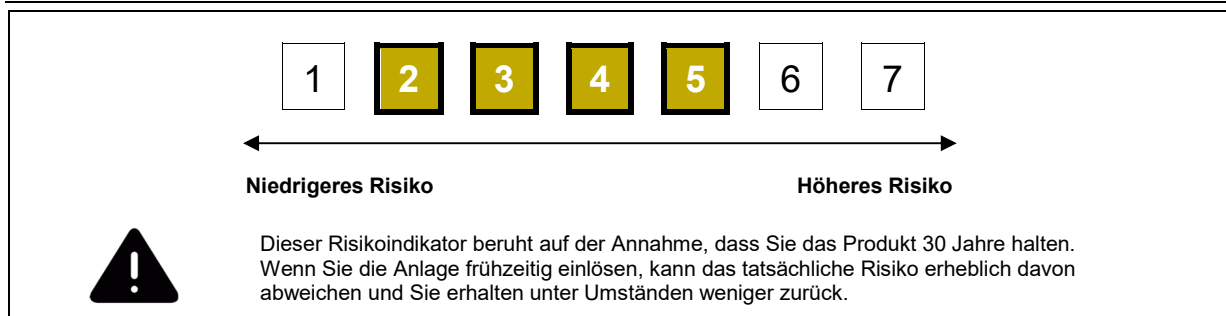 1 2 3 4 5 6 7
Niedrigeres Risiko Höheres Risiko
Dieser Risikoindikator beruht auf der Annahme, dass Sie das Produkt 30 Jahre halten.
Wenn Sie die Anlage frühzeitig einlösen, kann das tatsächliche Risiko erheblich davon
abweichen und Sie erhalten unter Umständen weniger zurück.